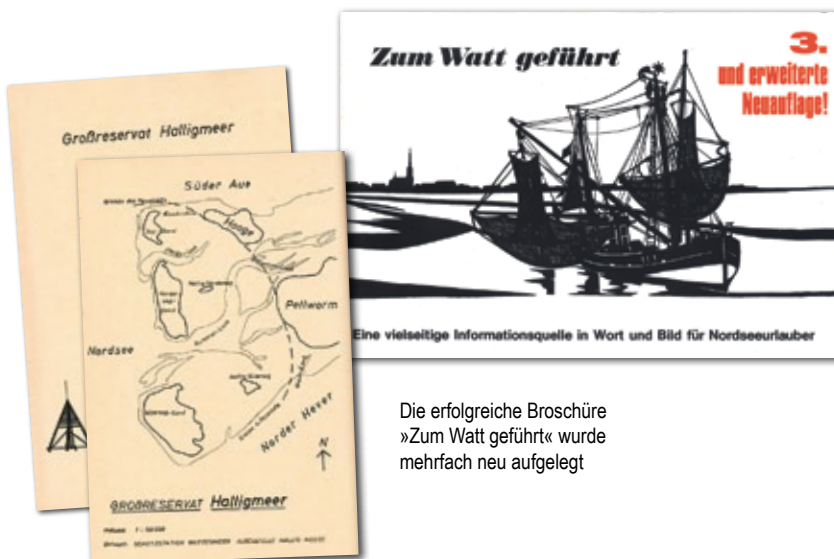 Großreservat Halligmeer
Süder Aue
Hooge
Pellworm
Nordsee
Norder Hever
N
GROßRESERVAT Halligmeer
Zum Watt geführt
3.
und erweiterte
Neuauflage!
Eine vielseitige Informationsquelle in Wort und Bild für Nordseeurlauber
Die erfolgreiche Broschüre
»Zum Watt geführt« wurde
mehrfach neu aufgelegt